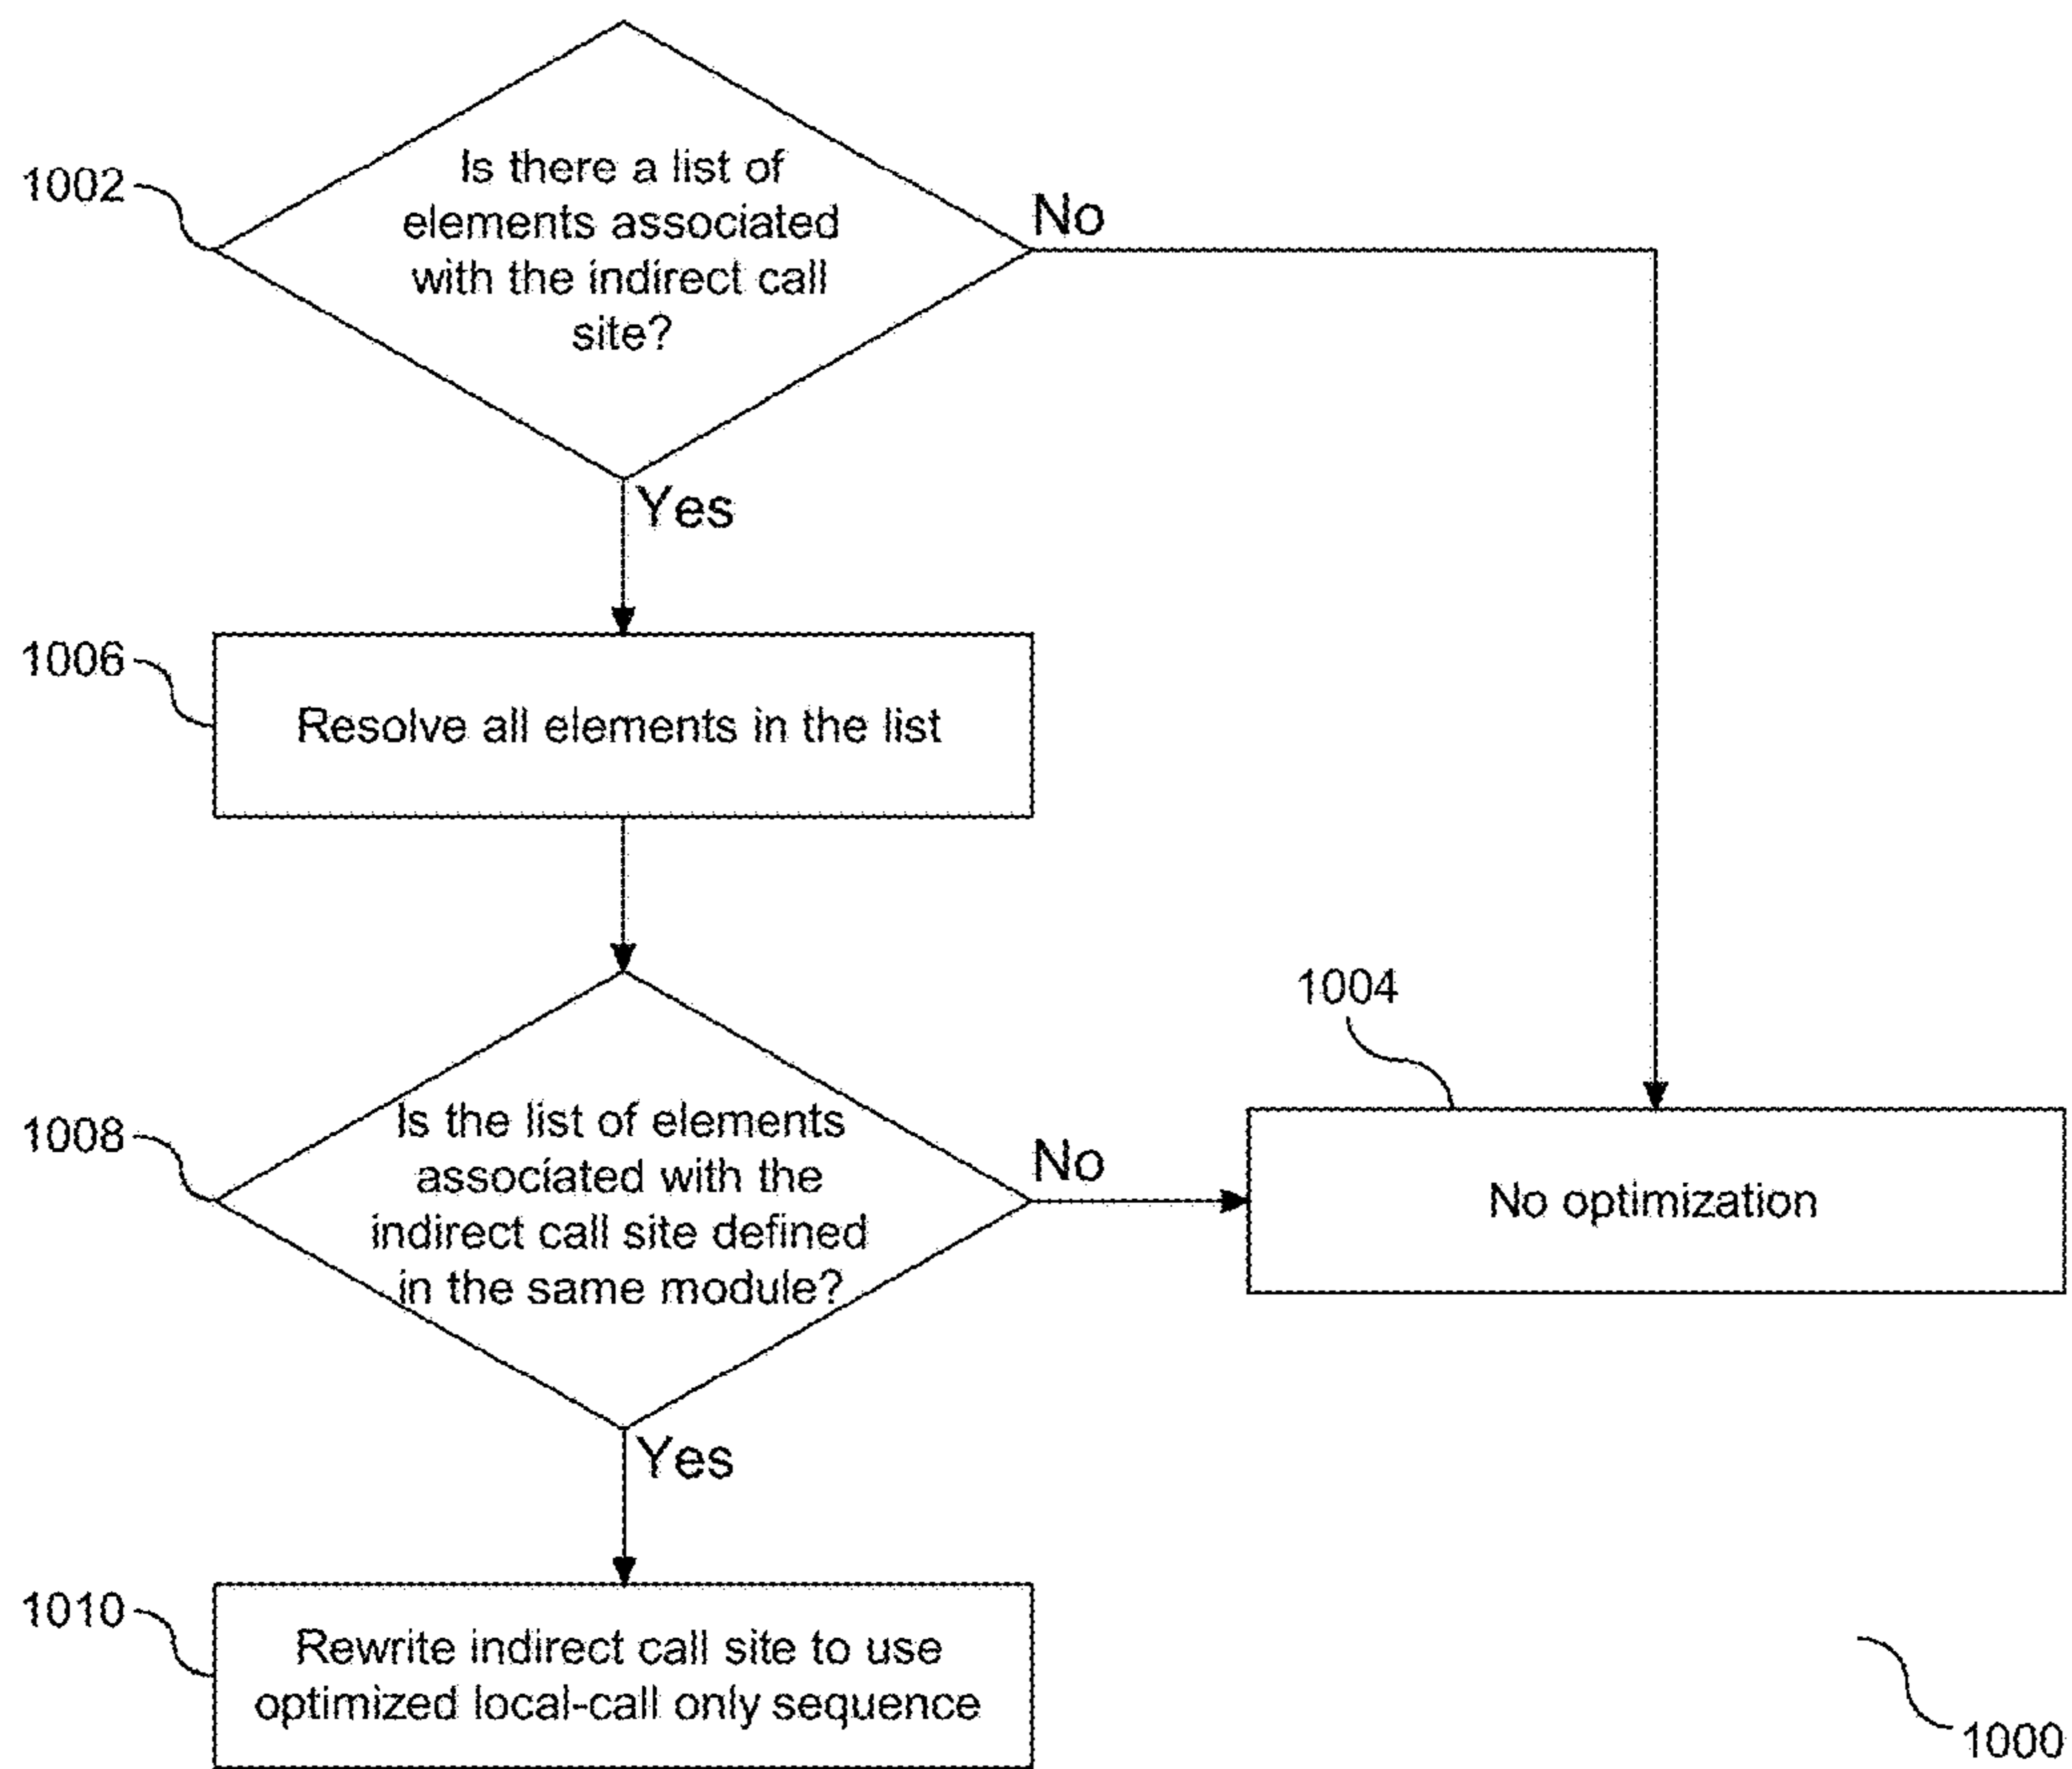 1002
Is there a list of
elements associated
with the indirect call
site?
No
Yes
1006
Resolve all elements in the list
1004
1008
Is the list of elements
associated with the
indirect call site defined
in the same module?
No
No optimization
Yes
1010
Rewrite indirect call site to use
optimized local-call only sequence
1000